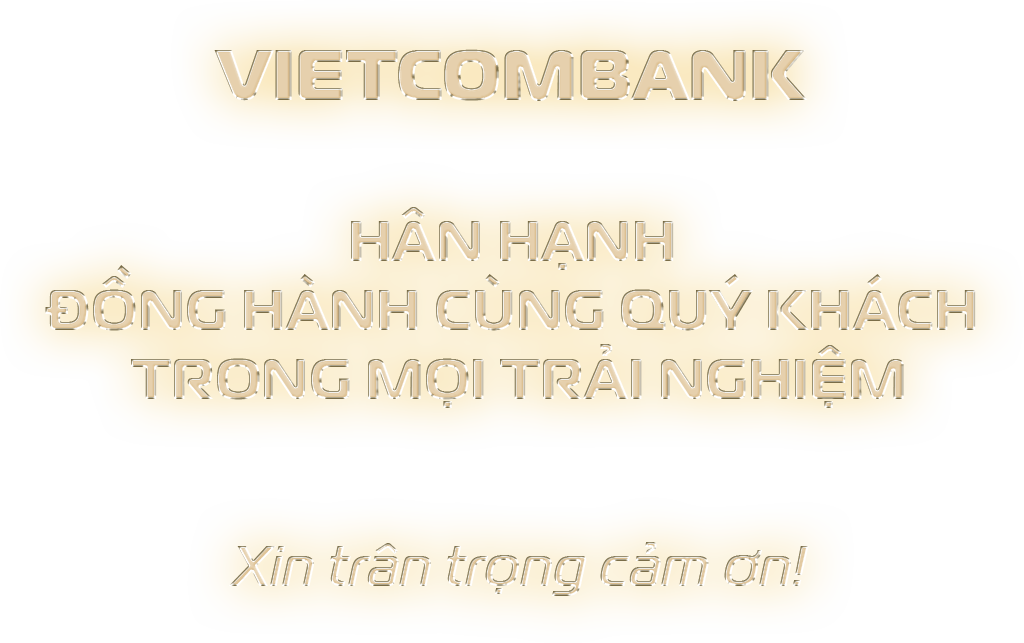 VIETCOMBANK
HÂN HẠNH
ĐỒNG HÀNH CÙNG QUÝ KHÁCH
TRONG MỌI TRẢI NGHIỆM
Xin trân trọng cảm ơn!